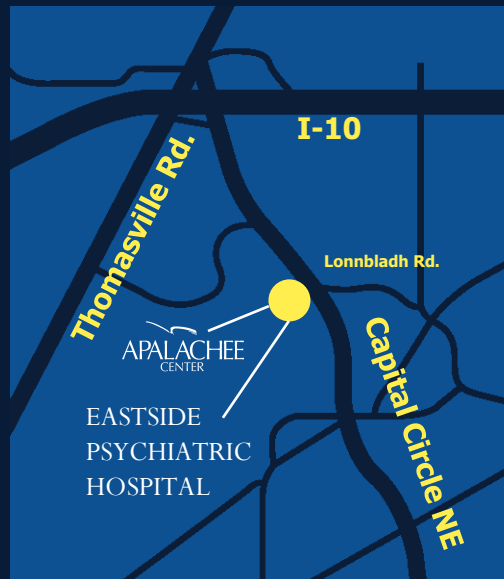 I-10
Thomasville Rd.
Lonnbladh Rd.
APALACHEE
CENTER
Capital Circle NE
EASTSIDE
PSYCHIATRIC
HOSPITAL